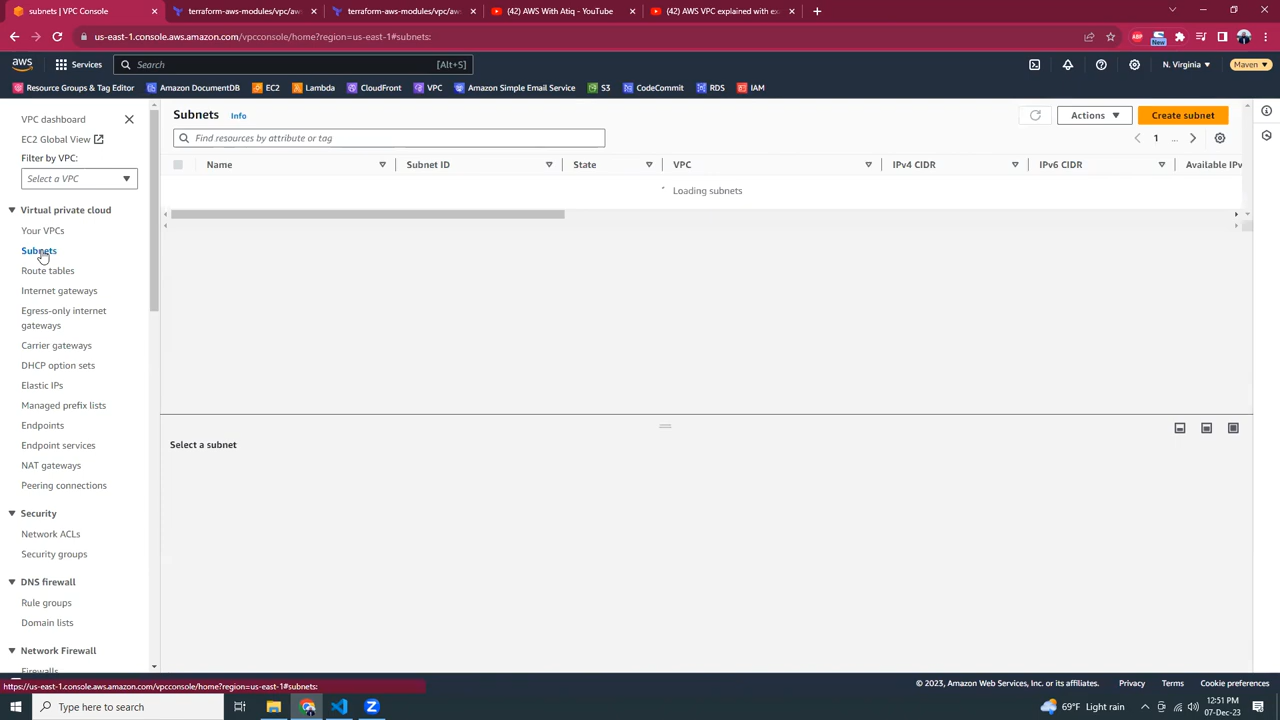 subnets | VPC Console
terraform-aws-modules/vpc/aws
terraform-aws-modules/vpc/aws
(42) AWS With Atiq - YouTube
(42) AWS VPC explained with ex
us-east-1.console.aws.amazon.com/vpcconsole/home?region=us-east-1#subnets:
ABP
New
aws
Services
Search
[Alt+S]
N. Virginia
Maven
Resource Groups & Tag Editor
Amazon DocumentDB
EC2
Lambda
CloudFront
VPC
Amazon Simple Email Service
S3
CodeCommit
RDS
IAM
VPC dashboard
EC2 Global View
Filter by VPC:
Select a VPC
Virtual private cloud
Your VPCs
Subnets
Route tables
Internet gateways
Egress-only internet
gateways
Carrier gateways
DHCP option sets
Elastic IPs
Managed prefix lists
Endpoints
Endpoint services
NAT gateways
Peering connections
Security
Network ACLs
Security groups
DNS firewall
Rule groups
Domain lists
Network Firewall
Firewalls
Subnets
Info
Actions
Create subnet
Find resources by attribute or tag
1
...
Name
Subnet ID
State
VPC
IPv4 CIDR
IPv6 CIDR
Available IPv
Loading subnets
Select a subnet
https://us-east-1.console.aws.amazon.com/vpcconsole/home?region=us-east-1#subnets:
© 2023, Amazon Web Services, Inc. or its affiliates.
Privacy
Terms
Cookie preferences
Type here to search
69°F Light rain
12:51 PM
07-Dec-23